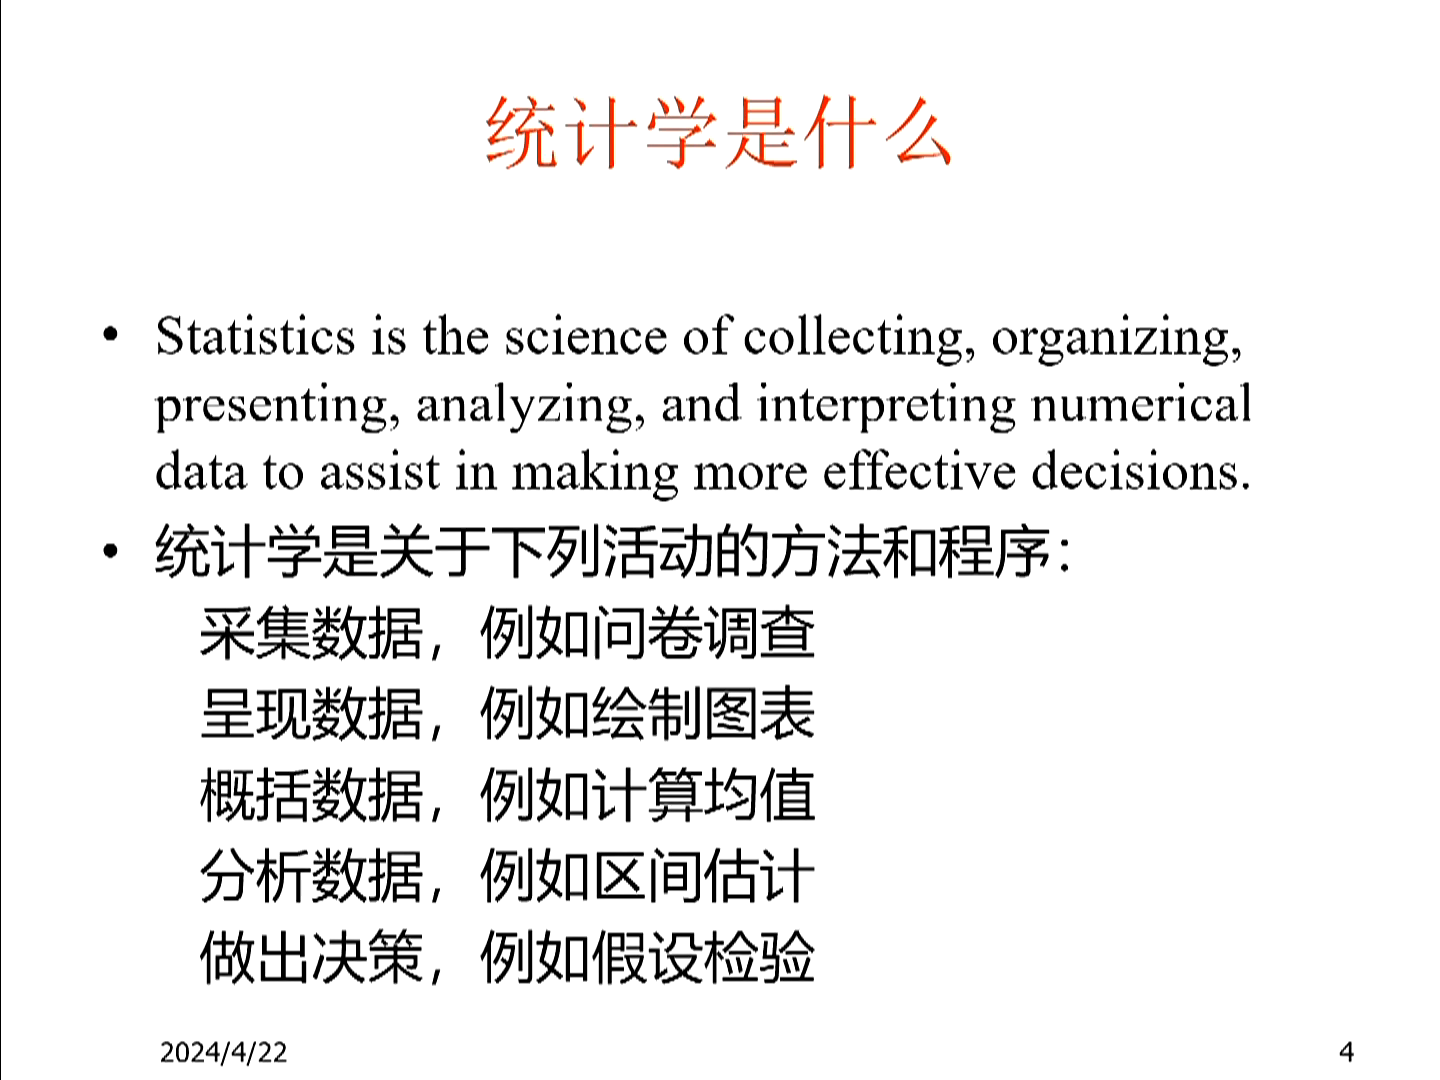 统计学是什么
• Statistics is the science of collecting, organizing,
presenting, analyzing, and interpreting numerical
data to assist in making more effective decisions.
• 统计学是关于下列活动的方法和程序：
采集数据，例如问卷调查
呈现数据，例如绘制图表
概括数据，例如计算均值
分析数据，例如区间估计
做出决策，例如假设检验
2024/4/22
4